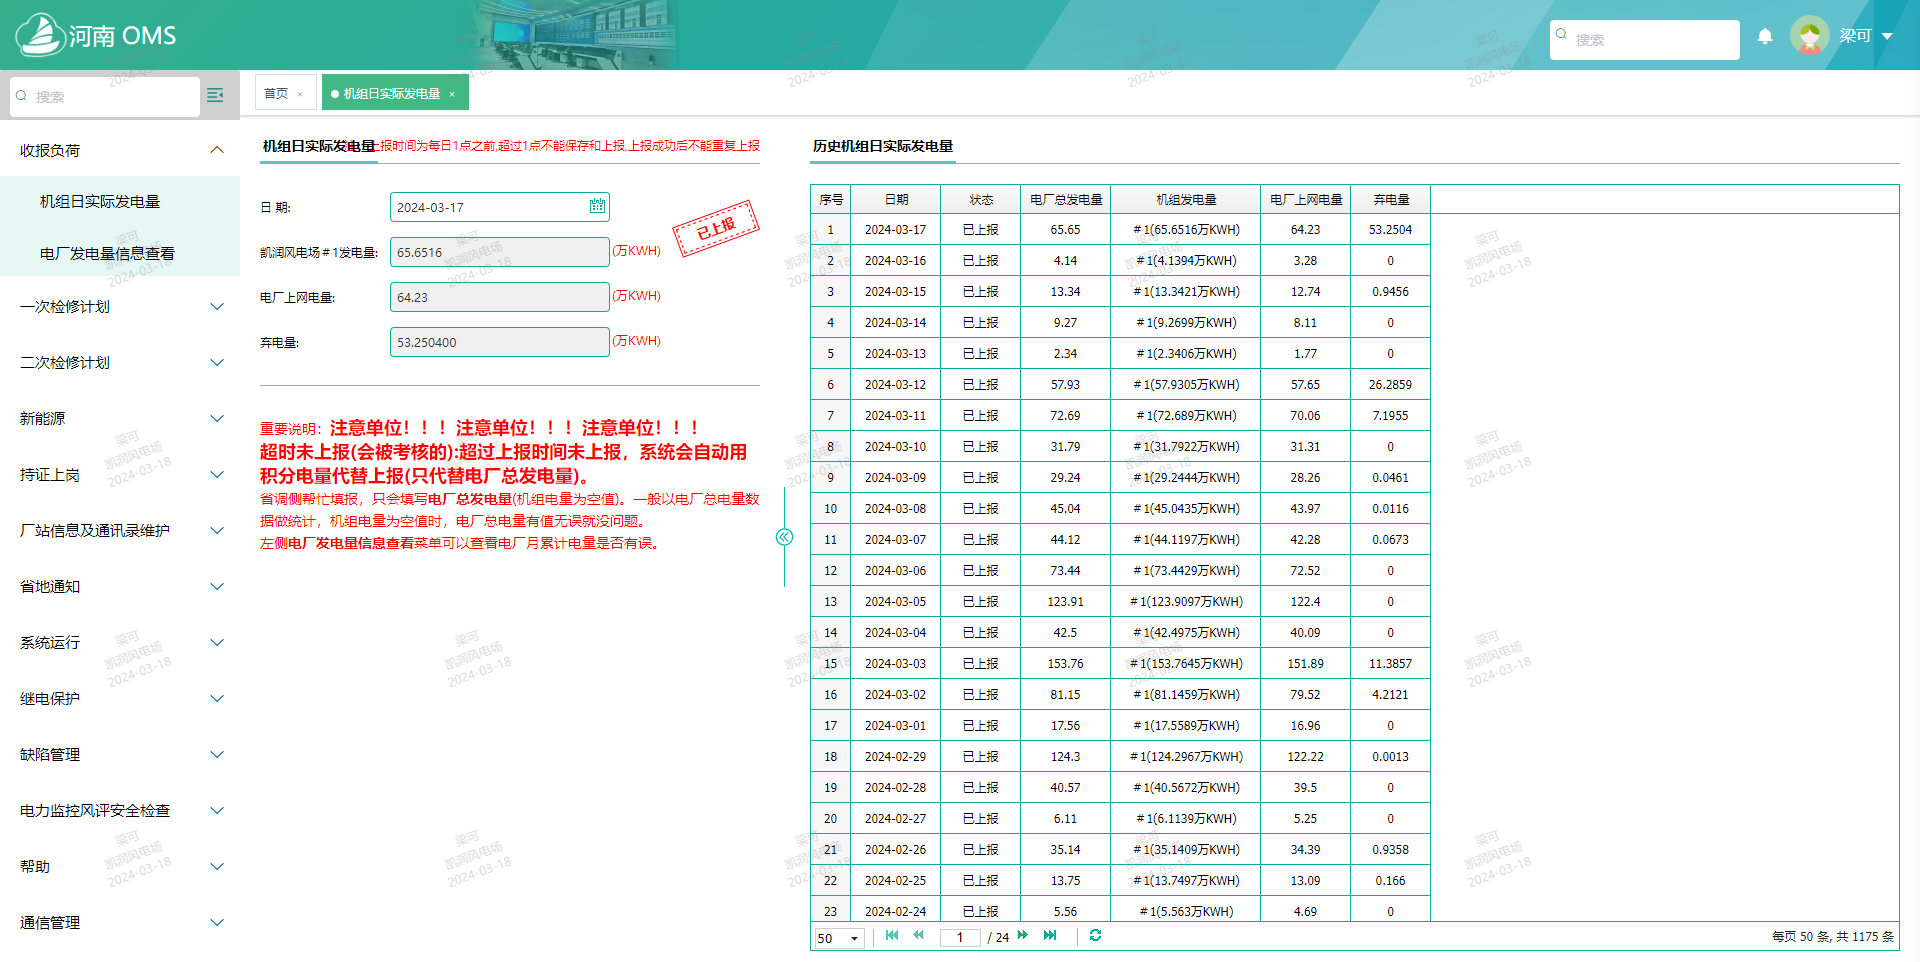 河南 OMS
搜索
梁可
搜索
首页 ×
机组日实际发电量 ×
收报负荷
机组日实际发电量
电厂发电量信息查看
一次检修计划
二次检修计划
新能源
持证上岗
厂站信息及通讯录维护
省地通知
系统运行
继电保护
缺陷管理
电力监控风评安全检查
帮助
通信管理
机组日实际发电量
上报时间为每日1点之前,超过1点不能保存和上报,上报成功后不能重复上报
日 期: 2024-03-17
已上报
凯润风电场＃1发电量: 65.6516 (万KWH)
电厂上网电量: 64.23 (万KWH)
弃电量: 53.250400 (万KWH)
重要说明: 注意单位！！！注意单位！！！注意单位！！！
超时未上报(会被考核的):超过上报时间未上报，系统会自动用
积分电量代替上报(只代替电厂总发电量)。
省调侧帮忙填报，只会填写电厂总发电量(机组电量为空值)。一般以电厂总电量数
据做统计，机组电量为空值时，电厂总电量有值无误就没问题。
左侧电厂发电量信息查看菜单可以查看电厂月累计电量是否有误。
历史机组日实际发电量
序号 日期 状态 电厂总发电量 机组发电量 电厂上网电量 弃电量
1 2024-03-17 已上报 65.65 ＃1(65.6516万KWH) 64.23 53.2504
2 2024-03-16 已上报 4.14 ＃1(4.1394万KWH) 3.28 0
3 2024-03-15 已上报 13.34 ＃1(13.3421万KWH) 12.74 0.9456
4 2024-03-14 已上报 9.27 ＃1(9.2699万KWH) 8.11 0
5 2024-03-13 已上报 2.34 ＃1(2.3406万KWH) 1.77 0
6 2024-03-12 已上报 57.93 ＃1(57.9305万KWH) 57.65 26.2859
7 2024-03-11 已上报 72.69 ＃1(72.689万KWH) 70.06 7.1955
8 2024-03-10 已上报 31.79 ＃1(31.7922万KWH) 31.31 0
9 2024-03-09 已上报 29.24 ＃1(29.2444万KWH) 28.26 0.0461
10 2024-03-08 已上报 45.04 ＃1(45.0435万KWH) 43.97 0.0116
11 2024-03-07 已上报 44.12 ＃1(44.1197万KWH) 42.28 0.0673
12 2024-03-06 已上报 73.44 ＃1(73.4429万KWH) 72.52 0
13 2024-03-05 已上报 123.91 ＃1(123.9097万KWH) 122.4 0
14 2024-03-04 已上报 42.5 ＃1(42.4975万KWH) 40.09 0
15 2024-03-03 已上报 153.76 ＃1(153.7645万KWH) 151.89 11.3857
16 2024-03-02 已上报 81.15 ＃1(81.1459万KWH) 79.52 4.2121
17 2024-03-01 已上报 17.56 ＃1(17.5589万KWH) 16.96 0
18 2024-02-29 已上报 124.3 ＃1(124.2967万KWH) 122.22 0.0013
19 2024-02-28 已上报 40.57 ＃1(40.5672万KWH) 39.5 0
20 2024-02-27 已上报 6.11 ＃1(6.1139万KWH) 5.25 0
21 2024-02-26 已上报 35.14 ＃1(35.1409万KWH) 34.39 0.9358
22 2024-02-25 已上报 13.75 ＃1(13.7497万KWH) 13.09 0.166
23 2024-02-24 已上报 5.56 ＃1(5.563万KWH) 4.69 0
50 1 / 24
每页 50 条, 共 1175 条
梁可
凯润风电场
2024-03-18